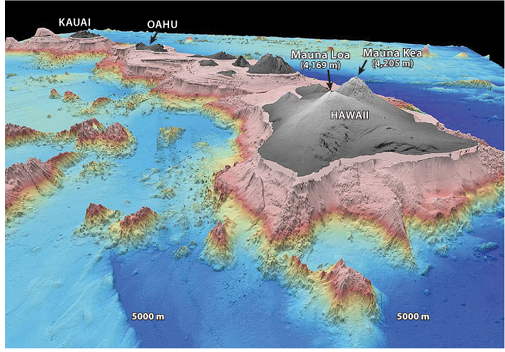 KAUAI
OAHU
Mauna Loa
(4,169 m)
Mauna Kea
(4,205 m)
HAWAII
5000 m
5000 m